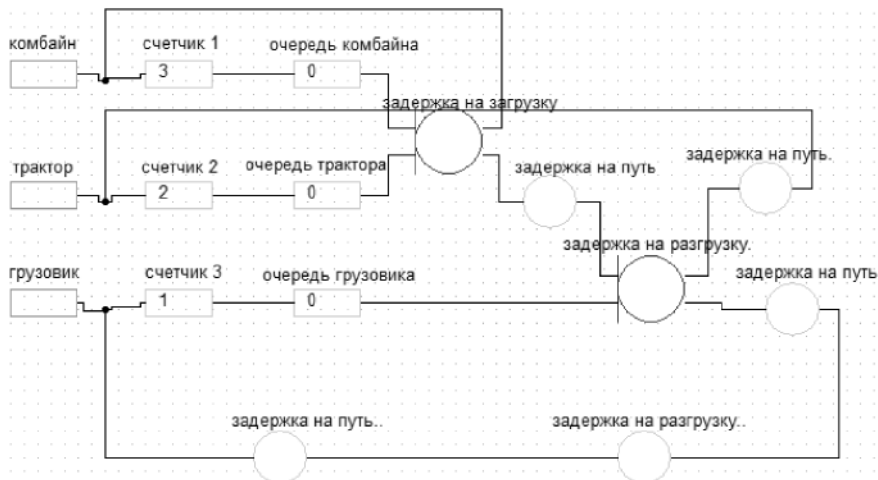 комбайн
счетчик 1
очередь комбайна
3
0
задержка на загрузку
трактор
счетчик 2
очередь трактора
задержка на путь
задержка на путь.
2
0
грузовик
счетчик 3
очередь грузовика
задержка на разгрузку.
задержка на путь
1
0
задержка на путь..
задержка на разгрузку..